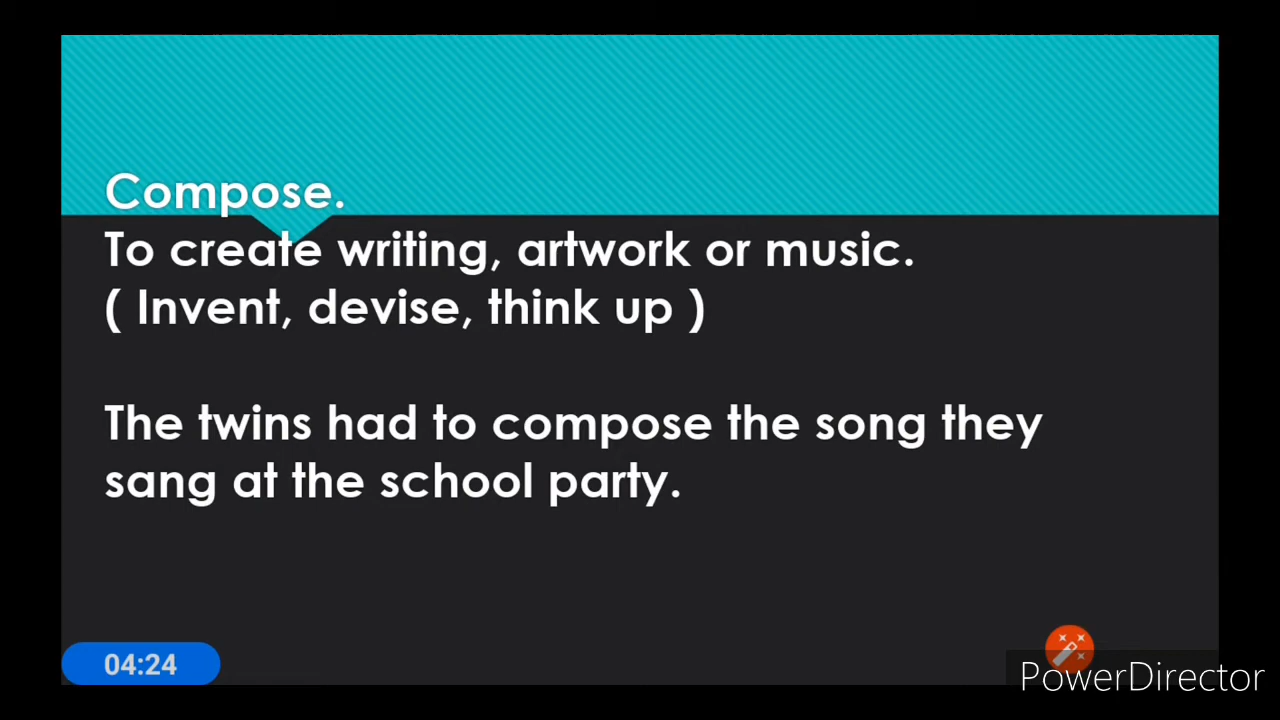 Compose.
To create writing, artwork or music.
( Invent, devise, think up )
The twins had to compose the song they
sang at the school party.
04:24
PowerDirector